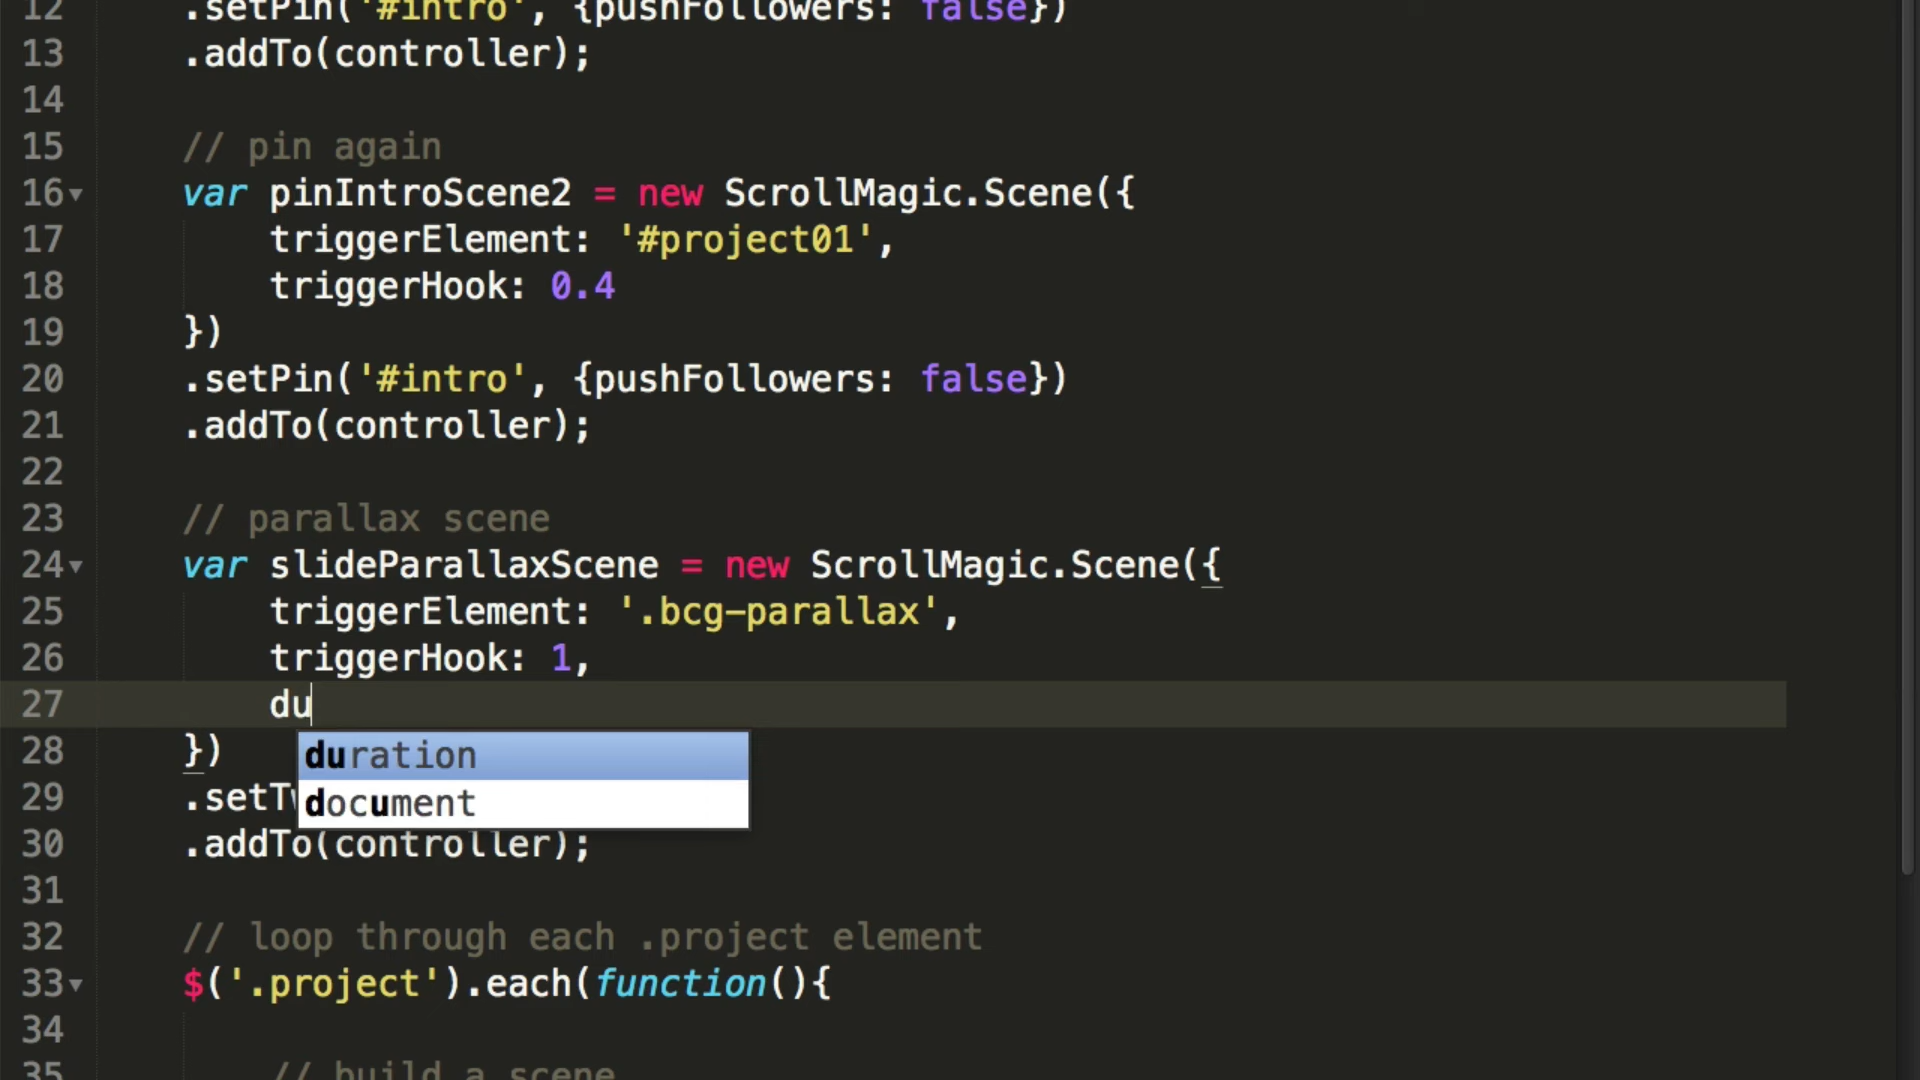 12 .setPin('#intro', {pushFollowers: false})
13 .addTo(controller);
14
15 // pin again
16 var pinIntroScene2 = new ScrollMagic.Scene({
17 triggerElement: '#project01',
18 triggerHook: 0.4
19 })
20 .setPin('#intro', {pushFollowers: false})
21 .addTo(controller);
22
23 // parallax scene
24 var slideParallaxScene = new ScrollMagic.Scene({
25 triggerElement: '.bcg-parallax',
26 triggerHook: 1,
27 du
28 })
duration
29 .setTw
document
30 .addTo(controller);
31
32 // loop through each .project element
33 $('.project').each(function(){
34
35 // build a scene